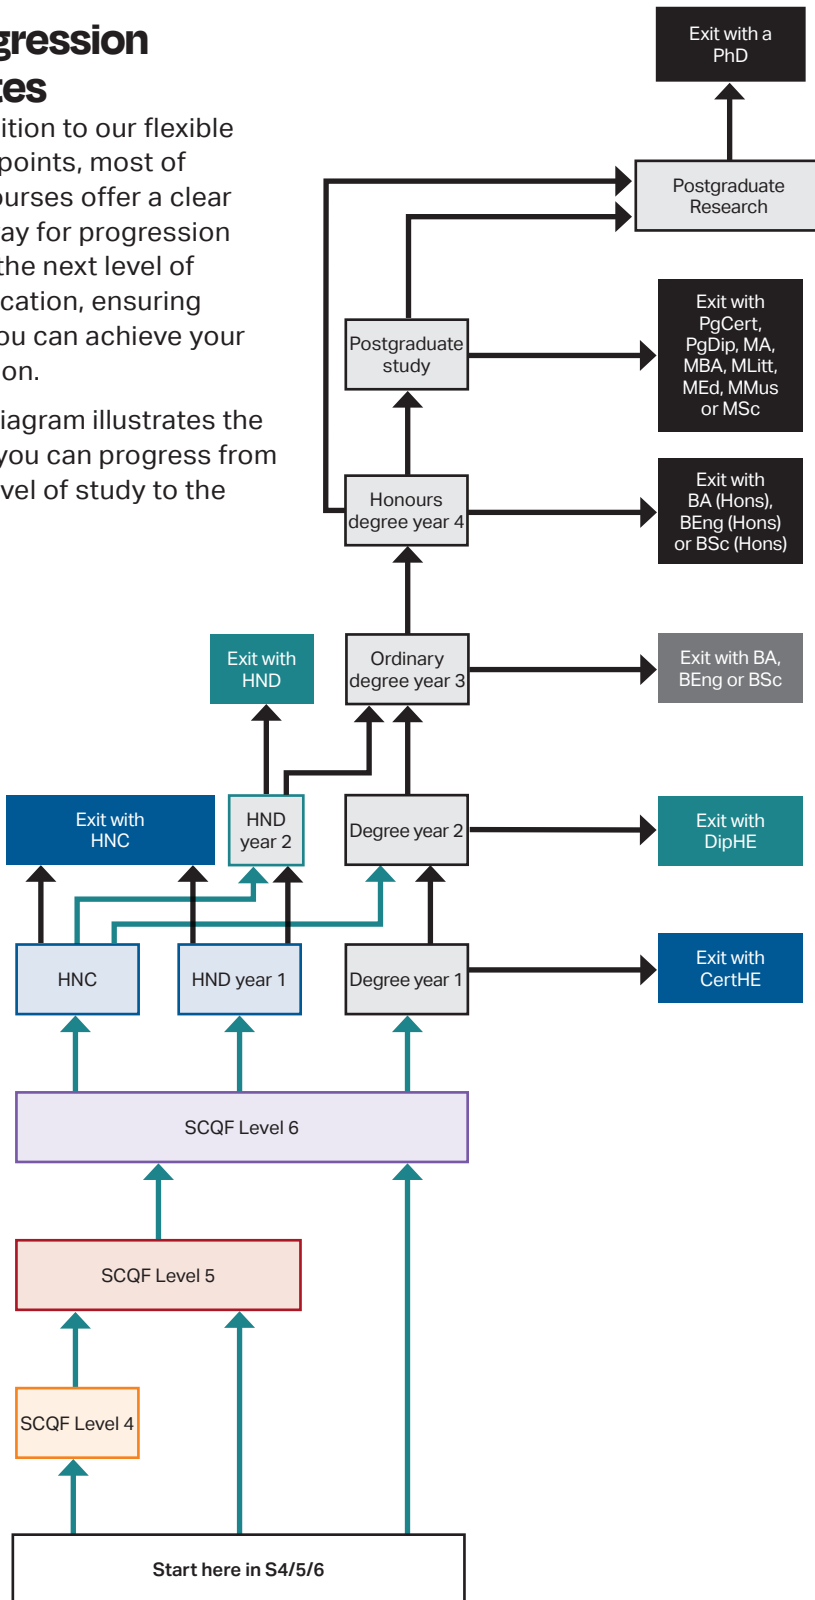 gression
tes
ition to our flexible
points, most of
ourses offer a clear
ay for progression
the next level of
ication, ensuring
ou can achieve your
on.
iagram illustrates the
you can progress from
evel of study to the
Exit with a
PhD
Postgraduate
Research
Postgraduate
study
Exit with
PgCert,
PgDip, MA,
MBA, MLitt,
MEd, MMus
or MSc
Honours
degree year 4
Exit with
BA (Hons),
BEng (Hons)
or BSc (Hons)
Exit with
HND
Ordinary
degree year 3
Exit with BA,
BEng or BSc
Exit with
HNC
HND
year 2
Degree year 2
Exit with
DipHE
HNC
HND year 1
Degree year 1
Exit with
CertHE
SCQF Level 6
SCQF Level 5
SCQF Level 4
Start here in S4/5/6